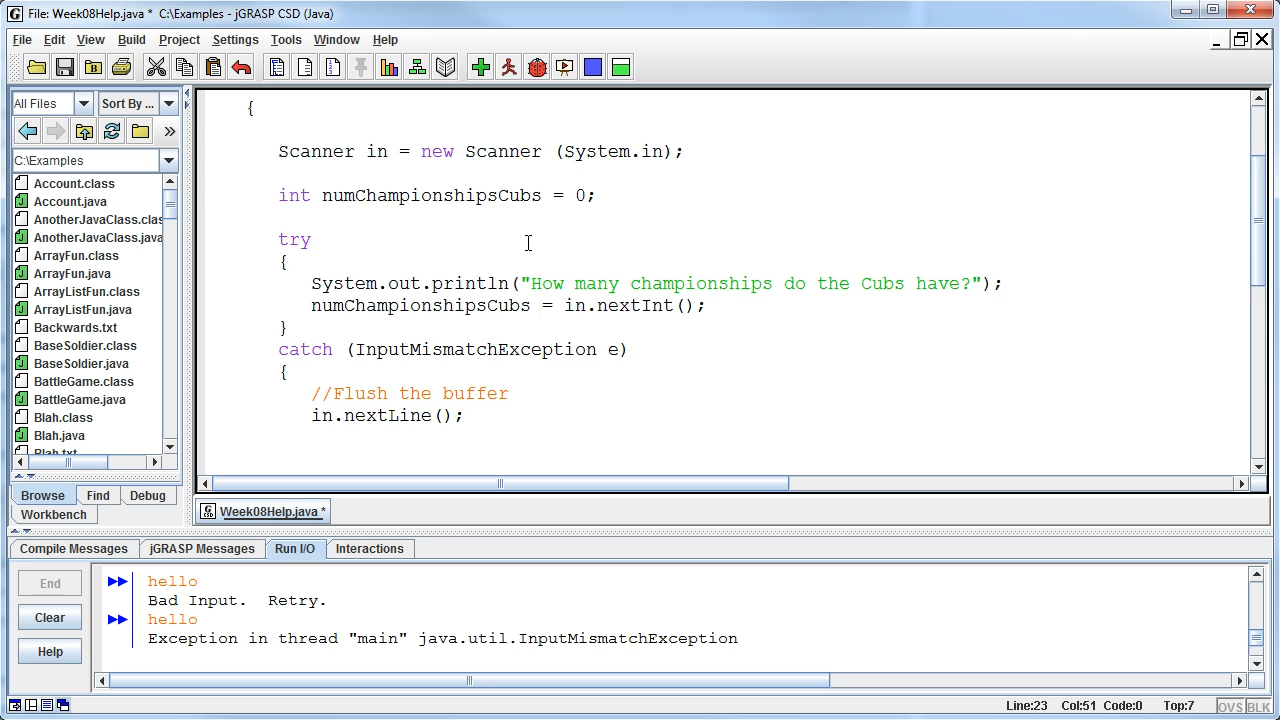 File: Week08Help.java * C:\Examples - jGRASP CSD (Java)
File Edit View Build Project Settings Tools Window Help
All Files Sort By ...
C:\Examples
Account.class
Account.java
AnotherJavaClass.clas
AnotherJavaClass.java
ArrayFun.class
ArrayFun.java
ArrayListFun.class
ArrayListFun.java
Backwards.txt
BaseSoldier.class
BaseSoldier.java
BattleGame.class
BattleGame.java
Blah.class
Blah.java
Blah.txt
Browse Find Debug
Workbench
{
Scanner in = new Scanner (System.in);
int numChampionshipsCubs = 0;
try
{
System.out.println("How many championships do the Cubs have?");
numChampionshipsCubs = in.nextInt();
}
catch (InputMismatchException e)
{
//Flush the buffer
in.nextLine();
Week08Help.java *
Compile Messages jGRASP Messages Run I/O Interactions
End
Clear
Help
hello
Bad Input.  Retry.
hello
Exception in thread "main" java.util.InputMismatchException
Line:23 Col:51 Code:0 Top:7 OVS BLK